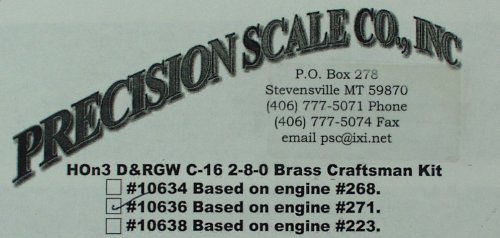 PRECISION SCALE CO., INC
P.O. Box 278
Stevensville MT 59870
(406) 777-5071 Phone
(406) 777-5074 Fax
email psc@ixi.net
HOn3 D&RGW C-16 2-8-0 Brass Craftsman Kit
#10634 Based on engine #268.
#10636 Based on engine #271.
#10638 Based on engine #223.